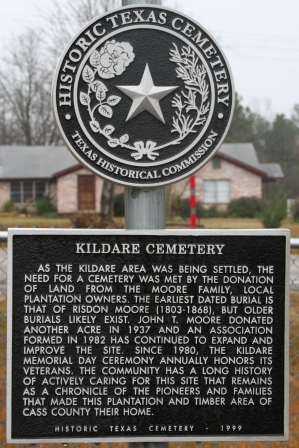 HISTORIC TEXAS CEMETERY
TEXAS HISTORICAL COMMISSION
KILDARE CEMETERY
AS THE KILDARE AREA WAS BEING SETTLED, THE
NEED FOR A CEMETERY WAS MET BY THE DONATION
OF LAND FROM THE MOORE FAMILY, LOCAL
PLANTATION OWNERS. THE EARLIEST DATED BURIAL IS
THAT OF RISDON MOORE (1803-1868), BUT OLDER
BURIALS LIKELY EXIST. JOHN T. MOORE DONATED
ANOTHER ACRE IN 1937 AND AN ASSOCIATION
FORMED IN 1982 HAS CONTINUED TO EXPAND AND
IMPROVE THE SITE. SINCE 1980, THE KILDARE
MEMORIAL DAY CEREMONY ANNUALLY HONORS ITS
VETERANS. THE COMMUNITY HAS A LONG HISTORY
OF ACTIVELY CARING FOR THIS SITE THAT REMAINS
AS A CHRONICLE OF THE PIONEERS AND FAMILIES
THAT MADE THIS PLANTATION AND TIMBER AREA OF
CASS COUNTY THEIR HOME.
HISTORIC TEXAS CEMETERY - 1999